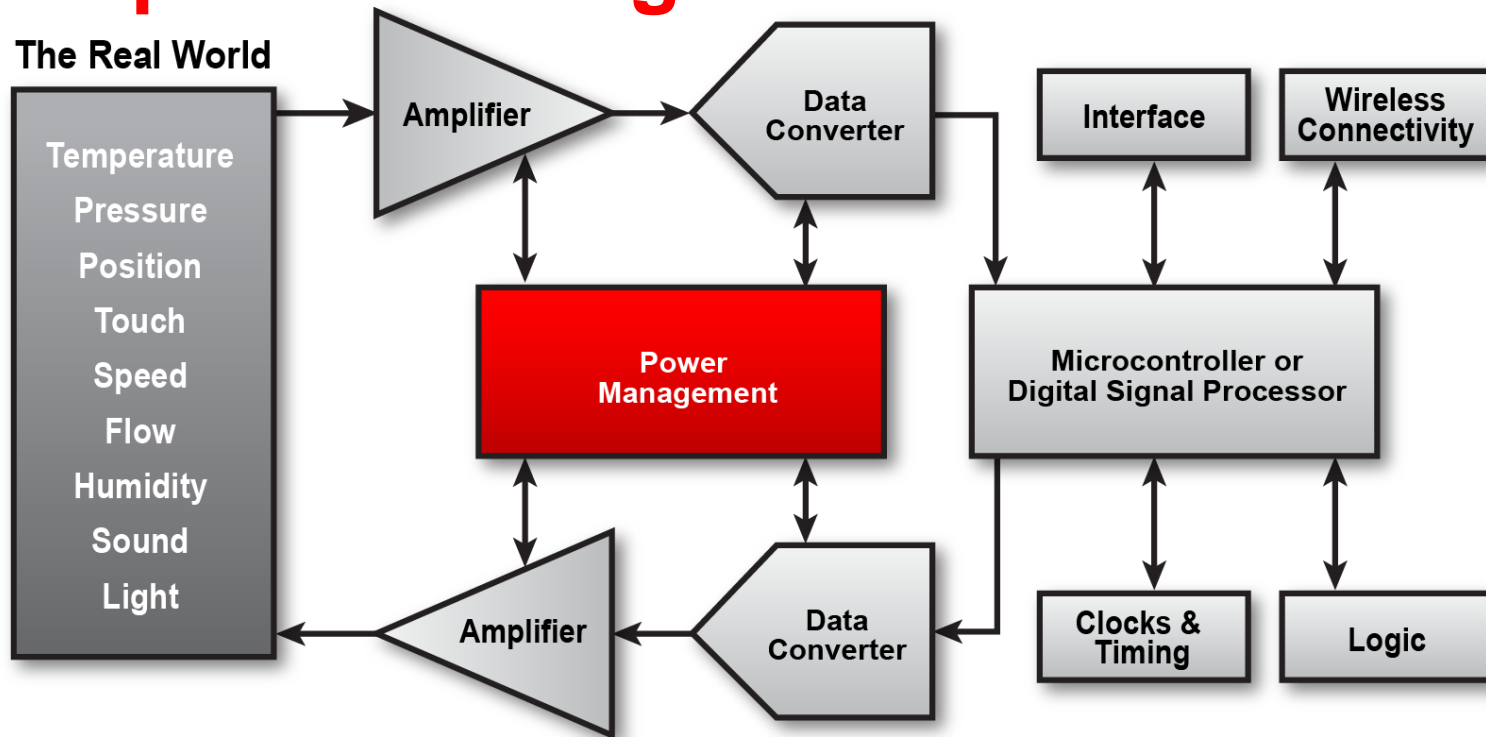 The Real World
Temperature
Pressure
Position
Touch
Speed
Flow
Humidity
Sound
Light
Amplifier
Data
Converter
Interface
Wireless
Connectivity
Power
Management
Microcontroller or
Digital Signal Processor
Amplifier
Data
Converter
Clocks &
Timing
Logic